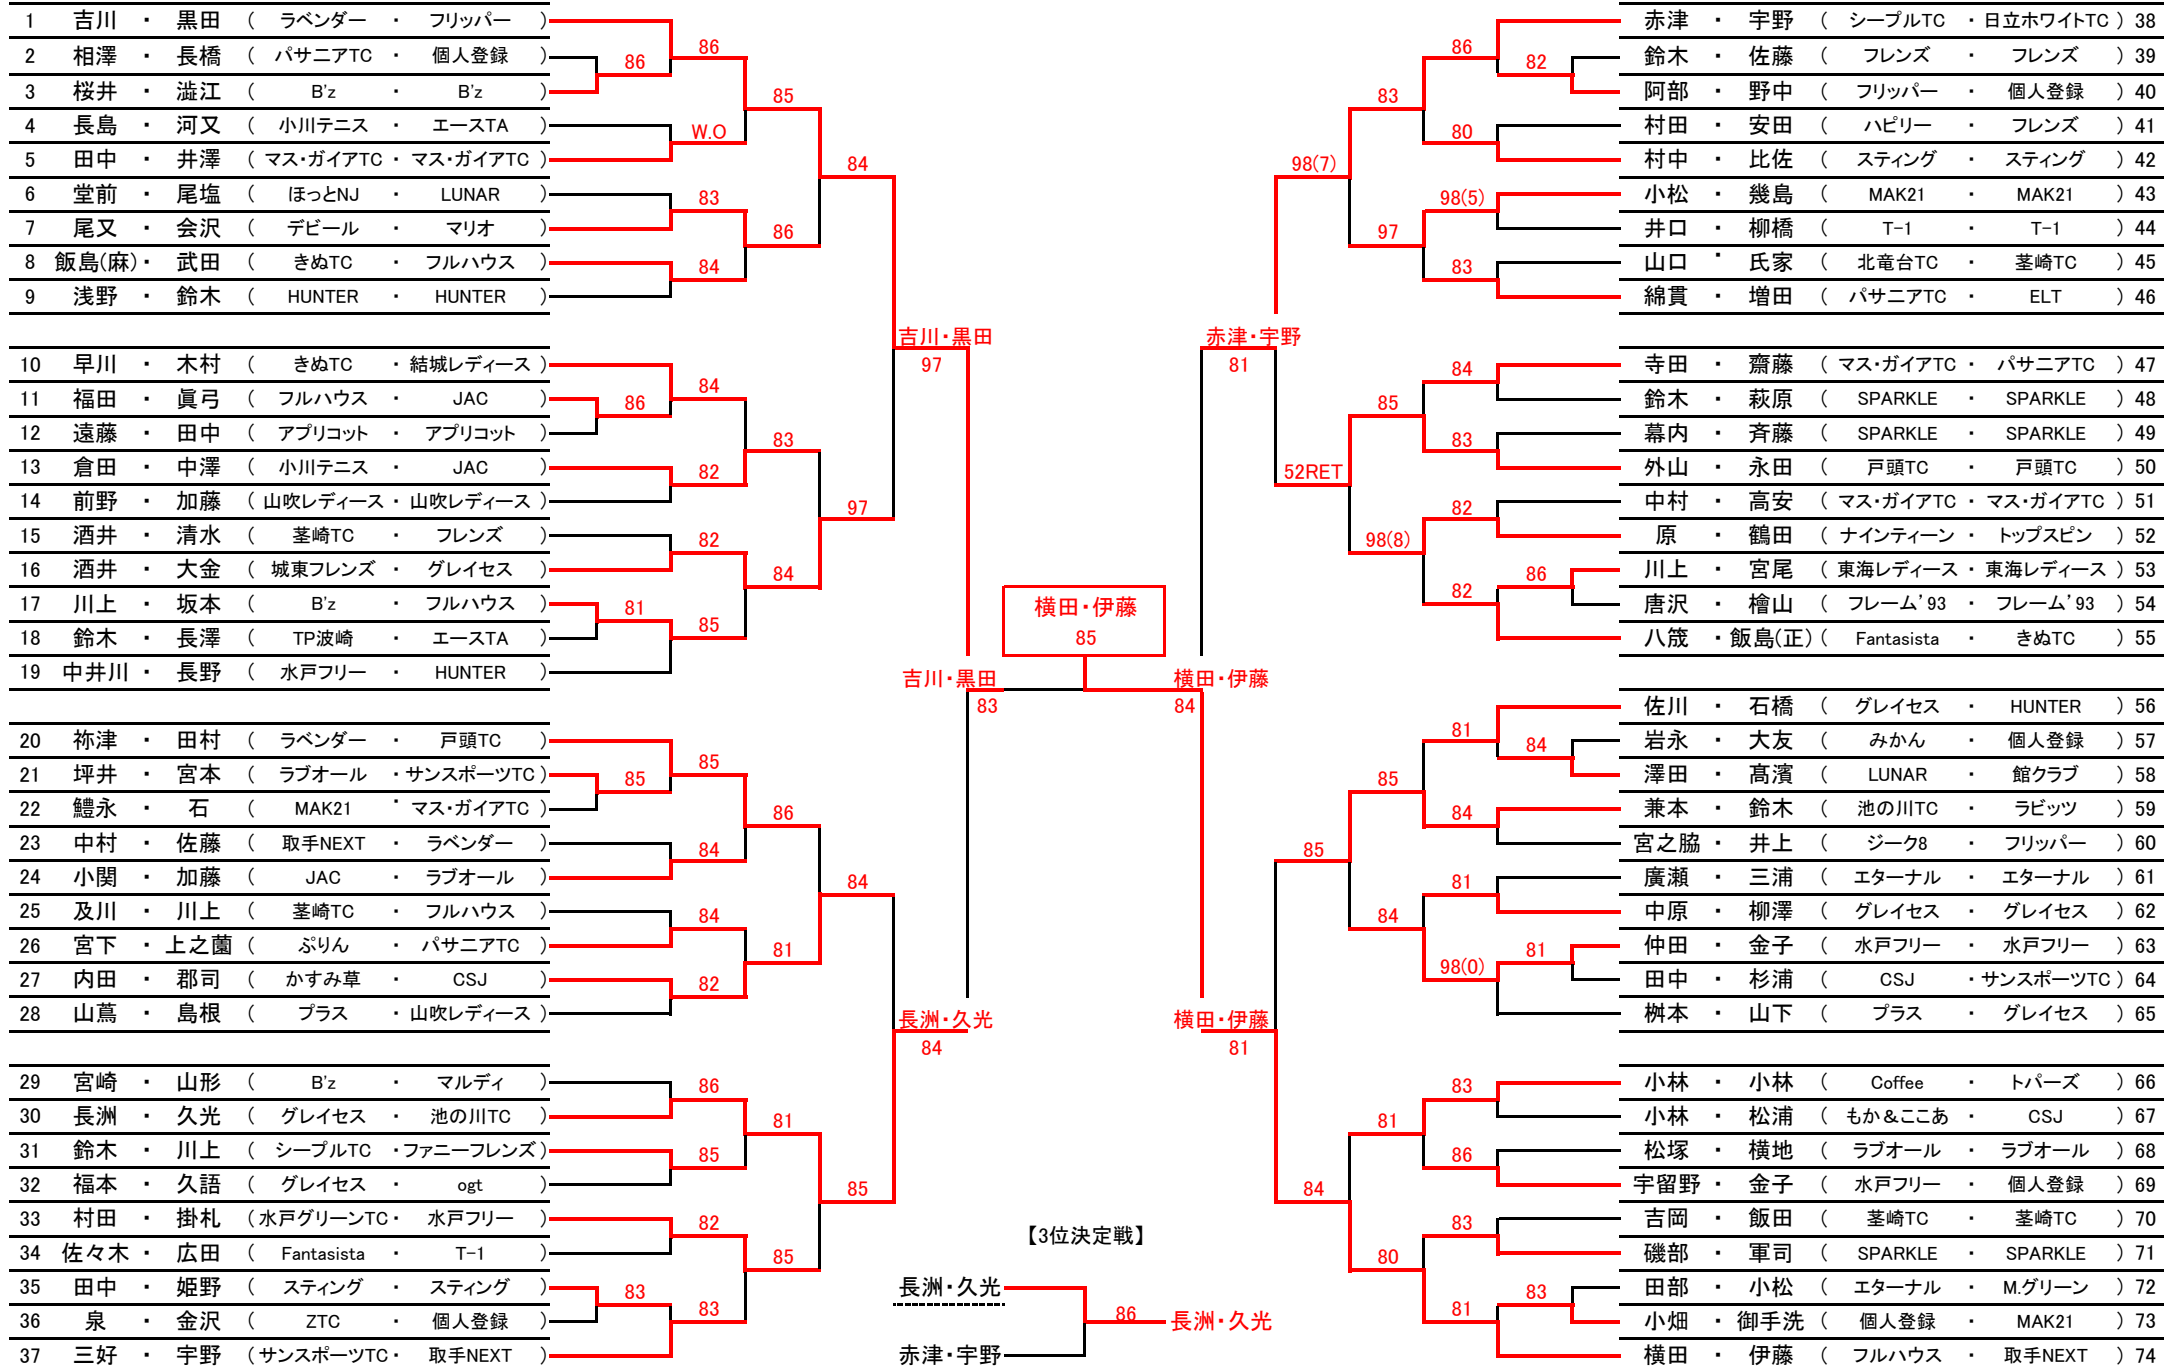 1 吉川 ・ 黒田 ( ラベンダー ・ フリッパー )
2 相澤 ・ 長橋 ( パサニアTC ・ 個人登録 )
3 桜井 ・ 澁江 ( B'z ・ B'z )
4 長島 ・ 河又 ( 小川テニス ・ エースTA )
5 田中 ・ 井澤 ( マス・ガイアTC ・ マス・ガイアTC )
6 堂前 ・ 尾塩 ( ほっとNJ ・ LUNAR )
7 尾又 ・ 会沢 ( デビール ・ マリオ )
8 飯島(麻) ・ 武田 ( きぬTC ・ フルハウス )
9 浅野 ・ 鈴木 ( HUNTER ・ HUNTER )
86
86
W.O
85
83
84
86
84
10 早川 ・ 木村 ( きぬTC ・ 結城レディース )
11 福田 ・ 眞弓 ( フルハウス ・ JAC )
12 遠藤 ・ 田中 ( アプリコット ・ アプリコット )
13 倉田 ・ 中澤 ( 小川テニス ・ JAC )
14 前野 ・ 加藤 ( 山吹レディース ・ 山吹レディース )
15 酒井 ・ 清水 ( 茎崎TC ・ フレンズ )
16 酒井 ・ 大金 ( 城東フレンズ ・ グレイセス )
17 川上 ・ 坂本 ( B'z ・ フルハウス )
18 鈴木 ・ 長澤 ( TP波崎 ・ エースTA )
19 中井川 ・ 長野 ( 水戸フリー ・ HUNTER )
84
86
83
82
97
82
84
81
85
吉川・黒田
97
20 祢津 ・ 田村 ( ラベンダー ・ 戸頭TC )
21 坪井 ・ 宮本 ( ラブオール ・ サンスポーツTC )
22 鱧永 ・ 石 ( MAK21 ・ マス・ガイアTC )
23 中村 ・ 佐藤 ( 取手NEXT ・ ラベンダー )
24 小関 ・ 加藤 ( JAC ・ ラブオール )
25 及川 ・ 川上 ( 茎崎TC ・ フルハウス )
26 宮下 ・ 上之薗 ( ぷりん ・ パサニアTC )
27 内田 ・ 郡司 ( かすみ草 ・ CSJ )
28 山蔦 ・ 島根 ( プラス ・ 山吹レディース )
85
85
86
84
84
84
81
82
29 宮崎 ・ 山形 ( B'z ・ マルディ )
30 長洲 ・ 久光 ( グレイセス ・ 池の川TC )
31 鈴木 ・ 川上 ( シープルTC ・ ファニーフレンズ )
32 福本 ・ 久語 ( グレイセス ・ ogt )
33 村田 ・ 掛札 ( 水戸グリーンTC ・ 水戸フリー )
34 佐々木 ・ 広田 ( Fantasista ・ T-1 )
35 田中 ・ 姫野 ( スティング ・ スティング )
36 泉 ・ 金沢 ( ZTC ・ 個人登録 )
37 三好 ・ 宇野 ( サンスポーツTC ・ 取手NEXT )
86
81
85
85
82
85
83
83
長洲・久光
84
吉川・黒田
83
横田・伊藤
85
横田・伊藤
84
赤津 ・ 宇野 ( シープルTC ・ 日立ホワイトTC ) 38
鈴木 ・ 佐藤 ( フレンズ ・ フレンズ ) 39
阿部 ・ 野中 ( フリッパー ・ 個人登録 ) 40
村田 ・ 安田 ( ハピリー ・ フレンズ ) 41
村中 ・ 比佐 ( スティング ・ スティング ) 42
小松 ・ 幾島 ( MAK21 ・ MAK21 ) 43
井口 ・ 柳橋 ( T-1 ・ T-1 ) 44
山口 ・ 氏家 ( 北竜台TC ・ 茎崎TC ) 45
綿貫 ・ 増田 ( パサニアTC ・ ELT ) 46
86
82
83
80
98(7)
98(5)
97
83
赤津・宇野
81
寺田 ・ 齋藤 ( マス・ガイアTC ・ パサニアTC ) 47
鈴木 ・ 萩原 ( SPARKLE ・ SPARKLE ) 48
幕内 ・ 斉藤 ( SPARKLE ・ SPARKLE ) 49
外山 ・ 永田 ( 戸頭TC ・ 戸頭TC ) 50
中村 ・ 高安 ( マス・ガイアTC ・ マス・ガイアTC ) 51
原 ・ 鶴田 ( ナインティーン ・ トップスピン ) 52
川上 ・ 宮尾 ( 東海レディース ・ 東海レディース ) 53
唐沢 ・ 檜山 ( フレーム'93 ・ フレーム'93 ) 54
八筬 ・ 飯島(正) ( Fantasista ・ きぬTC ) 55
84
85
83
52RET
82
98(8)
86
82
佐川 ・ 石橋 ( グレイセス ・ HUNTER ) 56
岩永 ・ 大友 ( みかん ・ 個人登録 ) 57
澤田 ・ 髙濱 ( LUNAR ・ 館クラブ ) 58
兼本 ・ 鈴木 ( 池の川TC ・ ラビッツ ) 59
宮之脇 ・ 井上 ( ジーク8 ・ フリッパー ) 60
廣瀬 ・ 三浦 ( エターナル ・ エターナル ) 61
中原 ・ 柳澤 ( グレイセス ・ グレイセス ) 62
仲田 ・ 金子 ( 水戸フリー ・ 水戸フリー ) 63
田中 ・ 杉浦 ( CSJ ・ サンスポーツTC ) 64
桝本 ・ 山下 ( プラス ・ グレイセス ) 65
81
84
85
84
85
81
84
81
98(0)
横田・伊藤
81
小林 ・ 小林 ( Coffee ・ トパーズ ) 66
小林 ・ 松浦 ( もか＆ここあ ・ CSJ ) 67
松塚 ・ 横地 ( ラブオール ・ ラブオール ) 68
宇留野 ・ 金子 ( 水戸フリー ・ 個人登録 ) 69
吉岡 ・ 飯田 ( 茎崎TC ・ 茎崎TC ) 70
磯部 ・ 軍司 ( SPARKLE ・ SPARKLE ) 71
田部 ・ 小松 ( エターナル ・ M.グリーン ) 72
小畑 ・ 御手洗 ( 個人登録 ・ MAK21 ) 73
横田 ・ 伊藤 ( フルハウス ・ 取手NEXT ) 74
83
81
86
84
83
80
83
81
【3位決定戦】
長洲・久光
86
長洲・久光
赤津・宇野